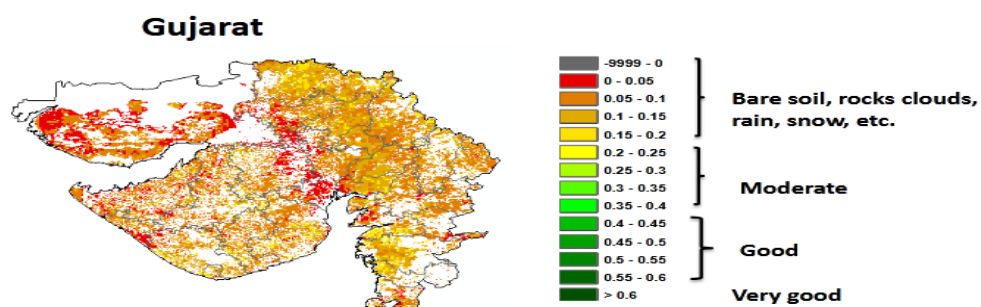 Gujarat
-9999 - 0
0 - 0.05
0.05 - 0.1
0.1 - 0.15
0.15 - 0.2
0.2 - 0.25
0.25 - 0.3
0.3 - 0.35
0.35 - 0.4
0.4 - 0.45
0.45 - 0.5
0.5 - 0.55
0.55 - 0.6
> 0.6
Bare soil, rocks clouds,
rain, snow, etc.
Moderate
Good
Very good